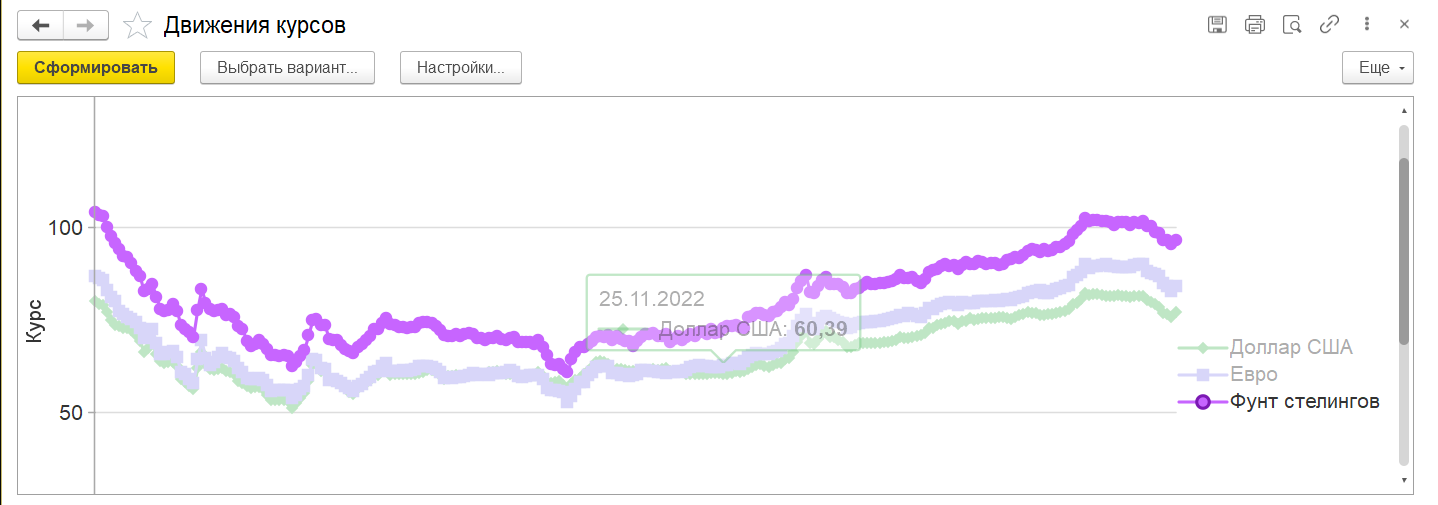 Движения курсов
Сформировать
Выбрать вариант...
Настройки...
Еще
Курс
100
50
25.11.2022
Доллар США: 60,39
Доллар США
Евро
Фунт стелингов